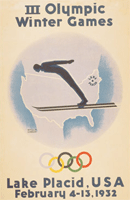 III Olympic
Winter Games
Lake Placid, USA
February 4-13, 1932